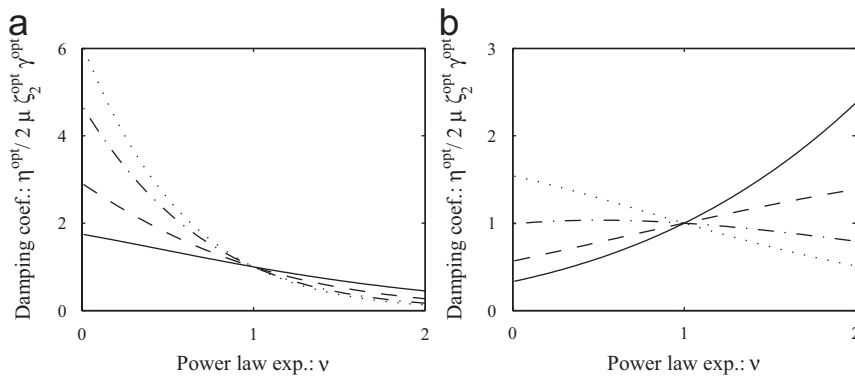 a
Damping coef.: η^opt/ 2 μ ζ_2^opt γ^opt
6
4
2
0
0
1
2
Power law exp.: ν
b
Damping coef.: η^opt/ 2 μ ζ_2^opt γ^opt
3
2
1
0
0
1
2
Power law exp.: ν